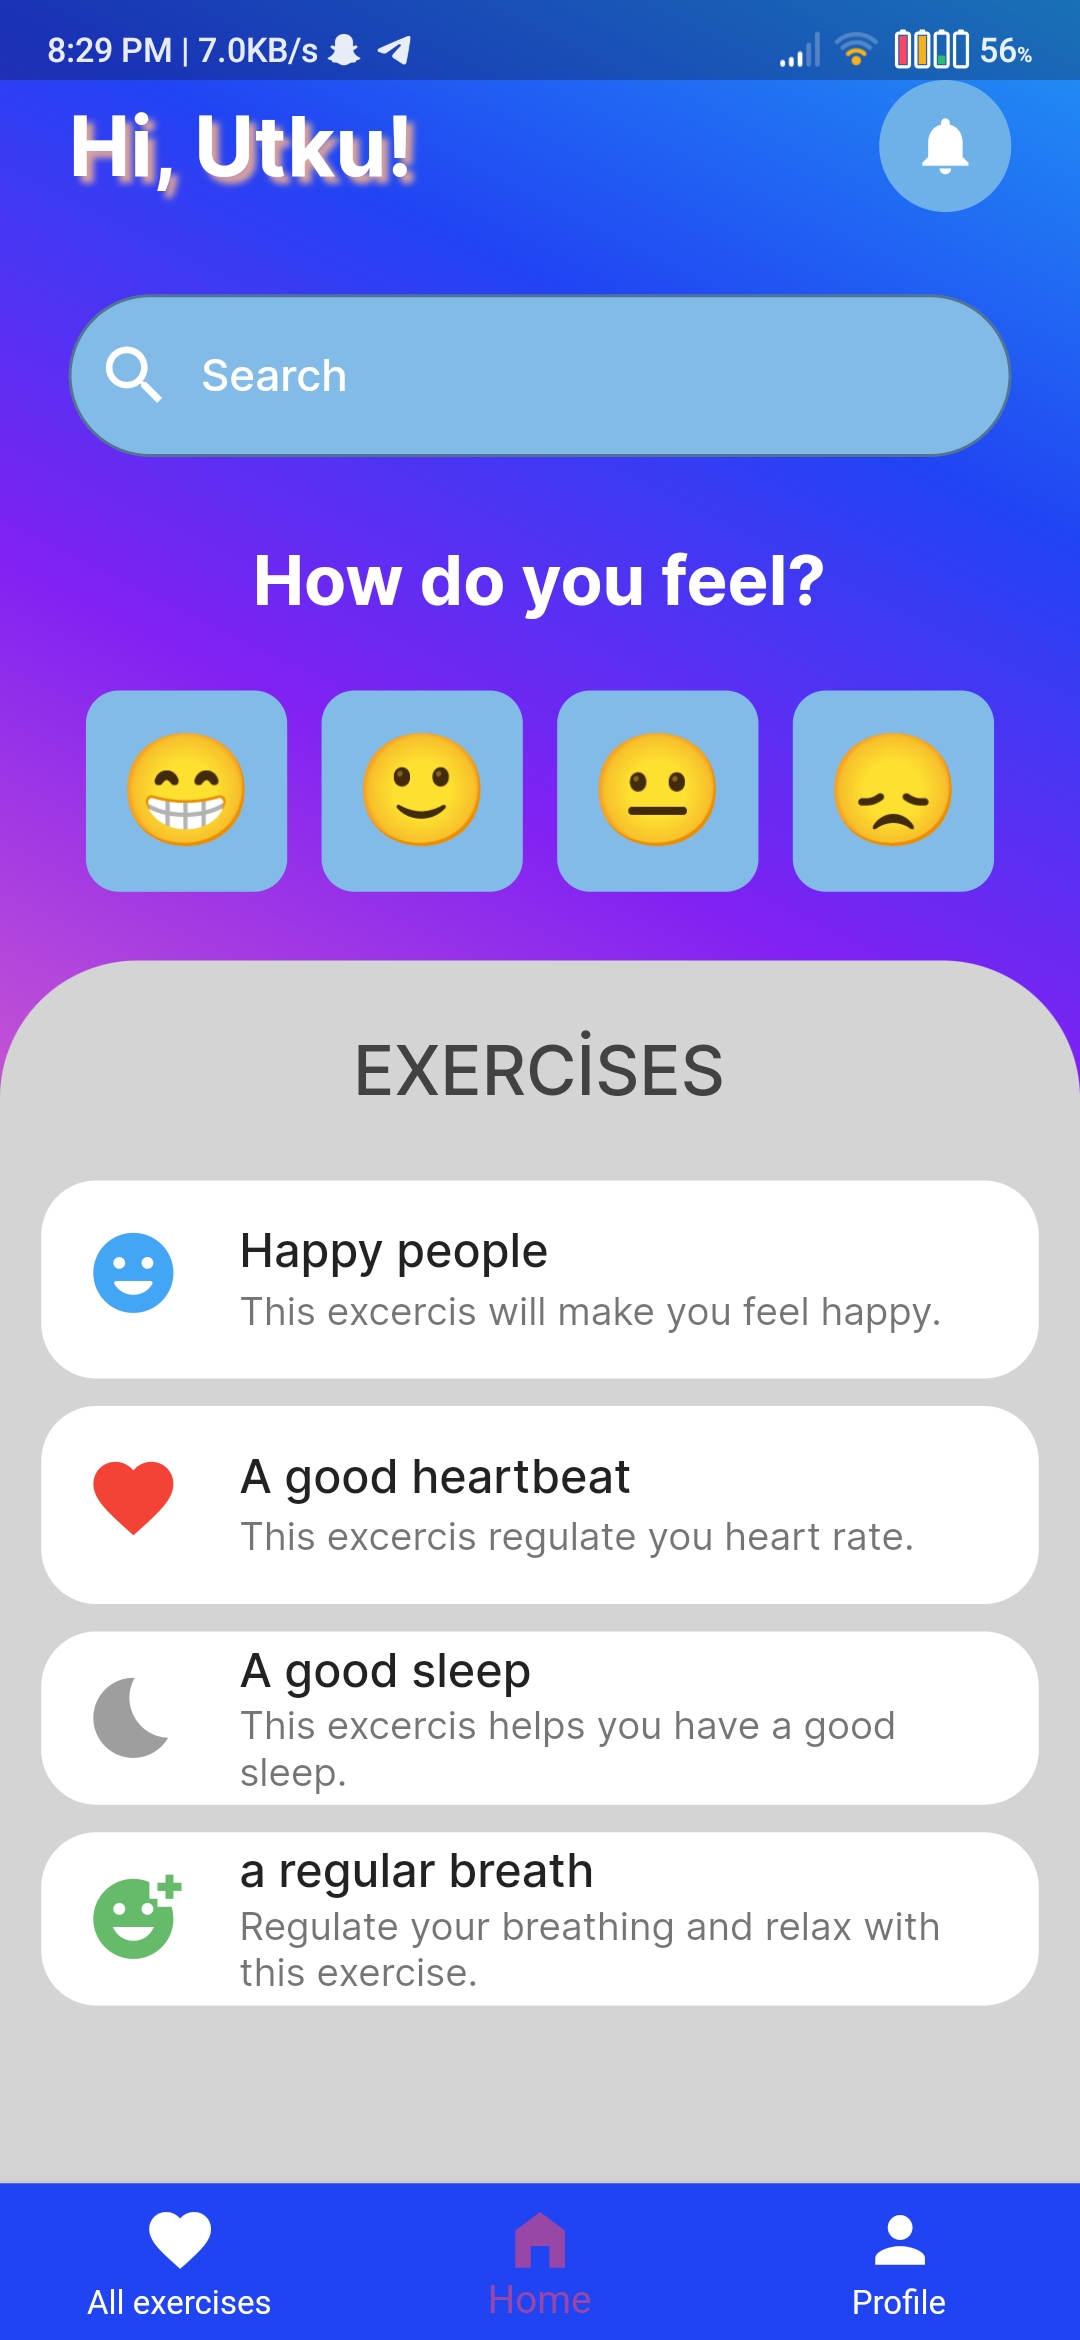 8:29 PM | 7.0KB/s
56%
Hi, Utku!
Search
How do you feel?
EXERCİSES
Happy people
This excercis will make you feel happy.
A good heartbeat
This excercis regulate you heart rate.
A good sleep
This excercis helps you have a good
sleep.
a regular breath
Regulate your breathing and relax with
this exercise.
All exercises
Home
Profile